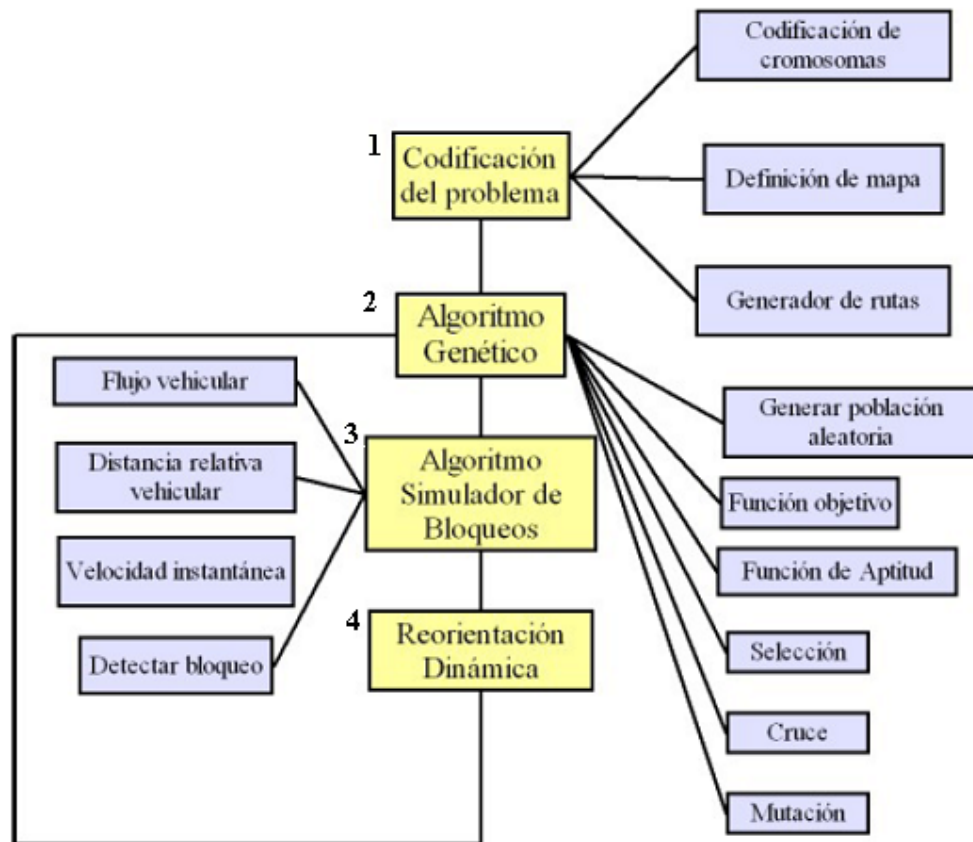 Codificación de
cromosomas
1
Codificación
del problema
Definición de mapa
Generador de rutas
2
Algoritmo
Genético
Flujo vehicular
Generar población
aleatoria
3
Algoritmo
Simulador de
Bloqueos
Distancia relativa
vehicular
Función objetivo
Velocidad instantánea
Función de Aptitud
4
Reorientación
Dinámica
Detectar bloqueo
Selección
Cruce
Mutación